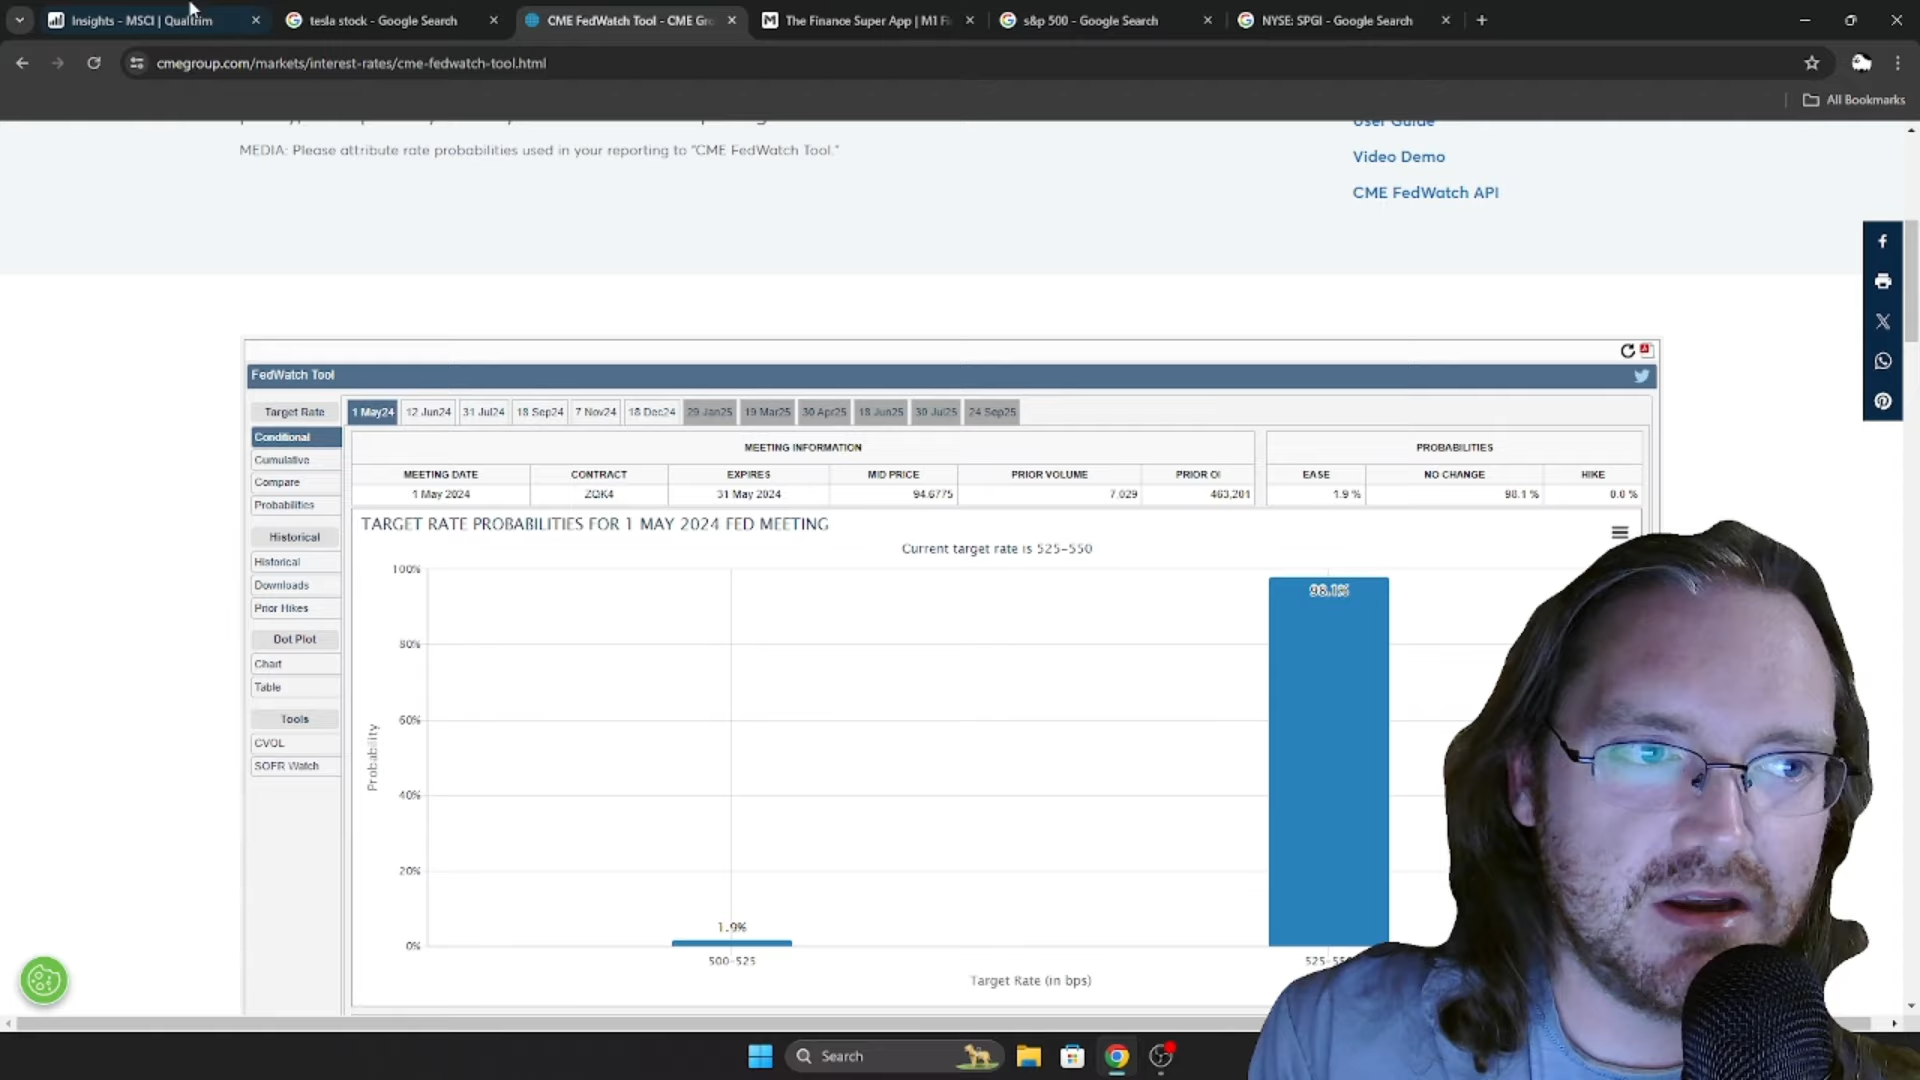 Insights - MSCI | Qualtrim
tesla stock - Google Search
CME FedWatch Tool - CME Gro
The Finance Super App | M1 Fi
s&p 500 - Google Search
NYSE: SPGI - Google Search
cmegroup.com/markets/interest-rates/cme-fedwatch-tool.html
All Bookmarks
User Guide
MEDIA: Please attribute rate probabilities used in your reporting to "CME FedWatch Tool."
Video Demo
CME FedWatch API
FedWatch Tool
Target Rate
1 May24 12 Jun24 31 Jul24 18 Sep24 7 Nov24 18 Dec24 29 Jan25 19 Mar25 30 Apr25 18 Jun25 30 Jul25 24 Sep25
Conditional
Cumulative
Compare
Probabilities
Historical
Historical
Downloads
Prior Hikes
Dot Plot
Chart
Table
Tools
CVOL
SOFR Watch
MEETING INFORMATION
MEETING DATE CONTRACT EXPIRES MID PRICE PRIOR VOLUME PRIOR OI
1 May 2024 ZQK4 31 May 2024 94.6775 7,029 463,201
PROBABILITIES
EASE NO CHANGE HIKE
1.9 % 98.1 % 0.0 %
TARGET RATE PROBABILITIES FOR 1 MAY 2024 FED MEETING
Current target rate is 525-550
Probability
100%
80%
60%
40%
20%
0%
98.1%
1.9%
500-525
Target Rate (in bps)
Search